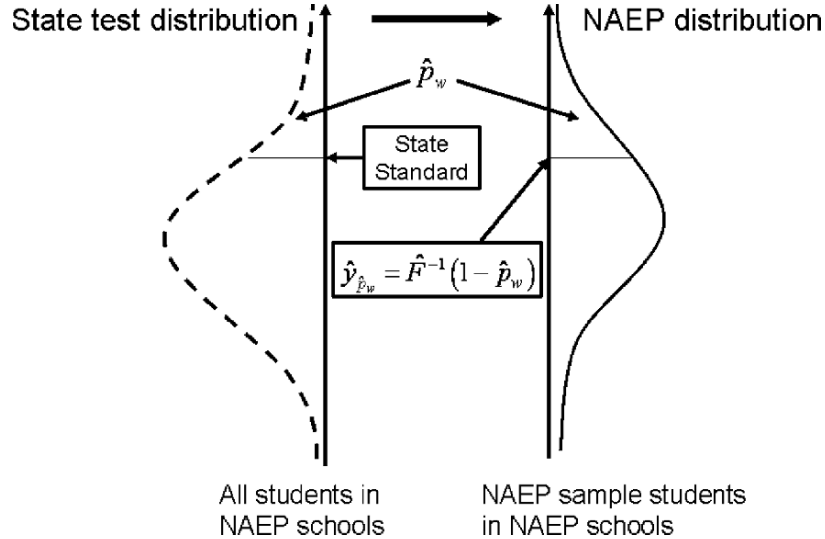 State test distribution
NAEP distribution
p̂_w
State
Standard
ŷ_p̂_w = F̂⁻¹(1 − p̂_w)
All students in
NAEP schools
NAEP sample students
in NAEP schools